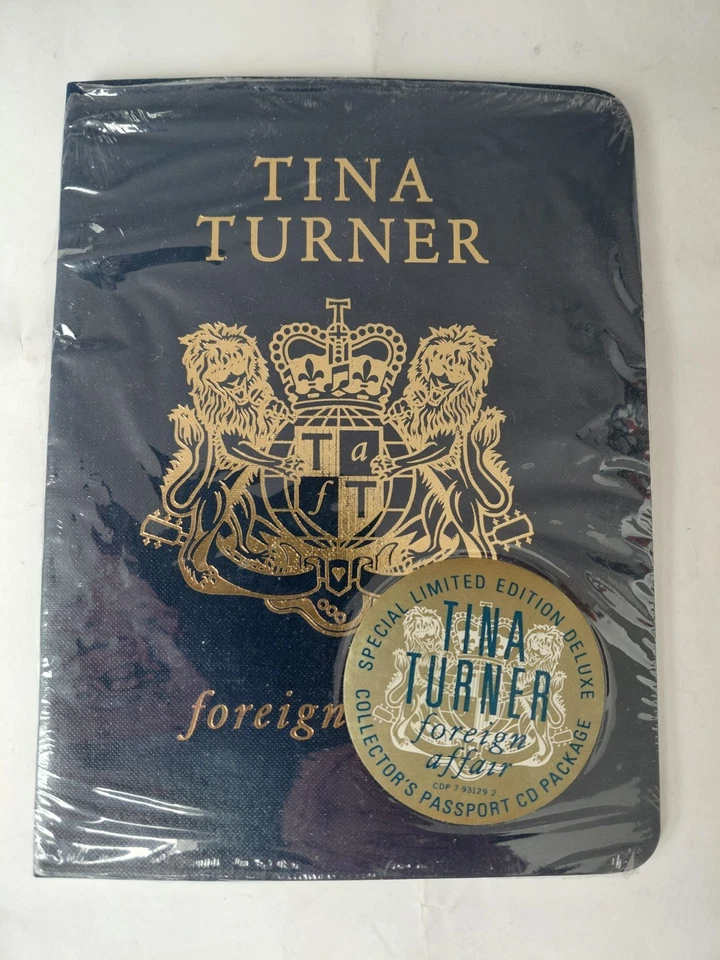 TINA
TURNER
T
T a
f T
foreign
SPECIAL LIMITED EDITION DELUXE
TINA
TURNER
foreign
affair
CDP 7 93129 2
COLLECTOR'S PASSPORT CD PACKAGE